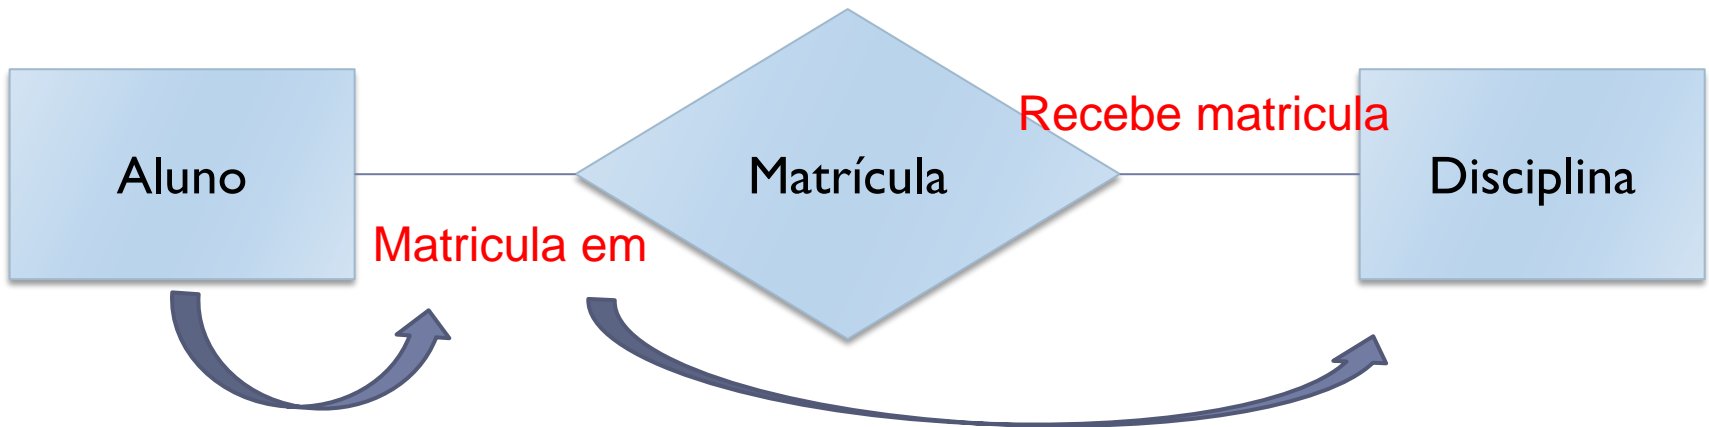 Aluno
Matrícula
Recebe matricula
Disciplina
Matricula em